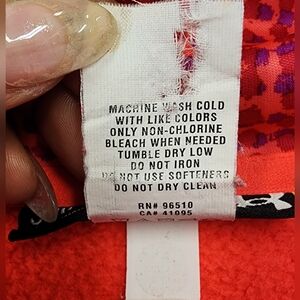 MACHINE WASH COLD
WITH LIKE COLORS
ONLY NON-CHLORINE
BLEACH WHEN NEEDED
TUMBLE DRY LOW
DO NOT IRON
DO NOT USE SOFTENERS
DO NOT DRY CLEAN
RN# 96510
CA# 41095